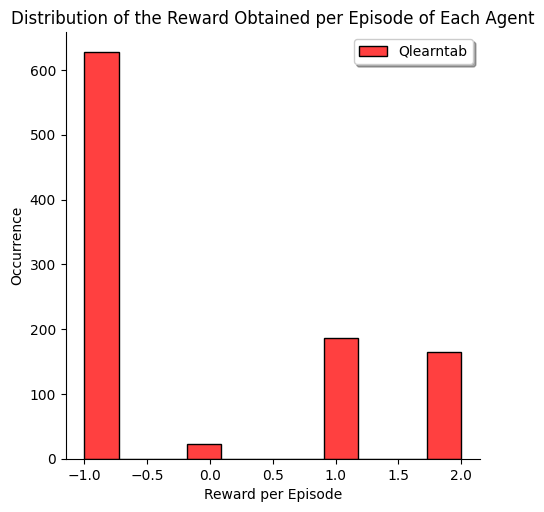 Distribution of the Reward Obtained per Episode of Each Agent
Qlearntab
600
500
400
300
200
100
0
Occurrence
−1.0 −0.5 0.0 0.5 1.0 1.5 2.0
Reward per Episode